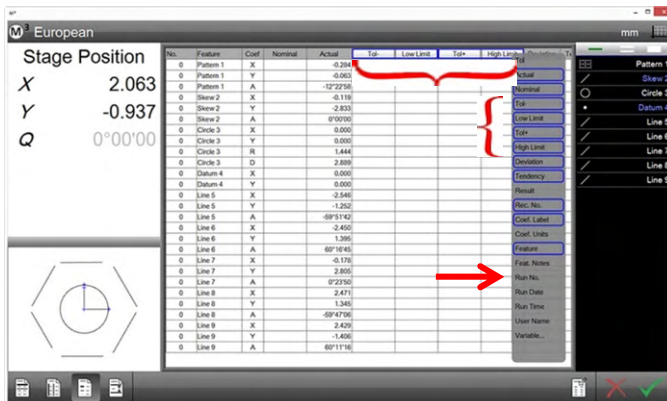 M³ European
mm
Stage Position
X 2.063
Y -0.937
Q 0°00'00
No. Feature Coef Nominal Actual Tol- Low Limit Tol+ High Limit Deviation
0 Pattern 1 X -0.284
0 Pattern 1 Y -0.063
0 Pattern 1 A -12°22'58
0 Skew 2 X -0.119
0 Skew 2 Y -2.833
0 Skew 2 A 0°00'00
0 Circle 3 X 0.000
0 Circle 3 Y 0.000
0 Circle 3 R 1.444
0 Circle 3 D 2.889
0 Datum 4 X 0.000
0 Datum 4 Y 0.000
0 Line 5 X -2.546
0 Line 5 Y -1.252
0 Line 5 A -59°51'42
0 Line 6 X -2.450
0 Line 6 Y 1.395
0 Line 6 A 60°16'45
0 Line 7 X -0.178
0 Line 7 Y 2.805
0 Line 7 A 0°23'50
0 Line 8 X 2.471
0 Line 8 Y 1.345
0 Line 8 A -59°47'06
0 Line 9 X 2.429
0 Line 9 Y -1.406
0 Line 9 A 60°11'16
Tol
Actual
Nominal
Tol-
Low Limit
Tol+
High Limit
Deviation
Tendency
Result
Rec. No.
Coef. Label
Coef. Units
Feature
Feat. Notes
Run No.
Run Date
Run Time
User Name
Variable...
Pattern 1
Skew
Circle 3
Datum
Line
Line
Line
Line
Line